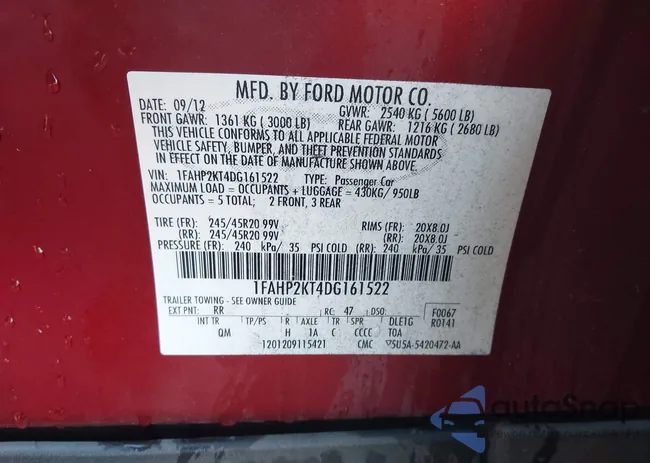 MFD. BY FORD MOTOR CO.
DATE: 09/12 GVWR: 2540 KG ( 5600 LB)
FRONT GAWR: 1361 KG ( 3000 LB) REAR GAWR: 1216 KG ( 2680 LB)
THIS VEHICLE CONFORMS TO ALL APPLICABLE FEDERAL MOTOR
VEHICLE SAFETY, BUMPER, AND THEFT PREVENTION STANDARDS
IN EFFECT ON THE DATE OF MANUFACTURE SHOWN ABOVE.
VIN: 1FAHP2KT4DG161522 TYPE: Passenger Car
MAXIMUM LOAD = OCCUPANTS + LUGGAGE = 430KG/ 950LB
OCCUPANTS = 5 TOTAL; 2 FRONT, 3 REAR
TIRE (FR): 245/45R20 99V RIMS (FR): 20X8.0J
(RR): 245/45R20 99V (RR): 20X8.0J
PRESSURE (FR): 240 kPa/ 35 PSI COLD (RR): 240 kPa/ 35 PSI COLD
1FAHP2KT4DG161522
TRAILER TOWING - SEE OWNER GUIDE
EXT PNT: RR RC: 47 DSO: F0067
INT TR TP/PS R AXLE TR SPR DLETG R0141
QM H 1A C CCCC TOA
1201209115421 CMC 5U5A-5420472-AA
autoSnap